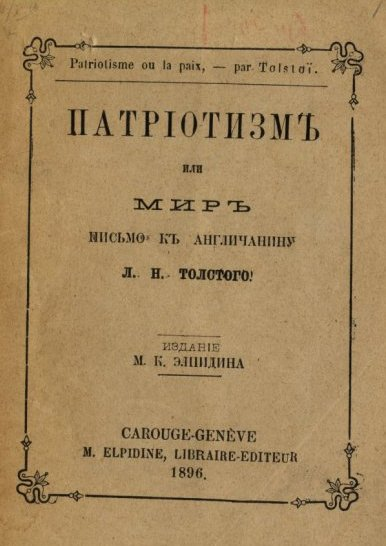 Patriotisme ou la paix, — par Tolstoï.
ПАТРІОТИЗМЪ
ИЛИ
МИРЪ
ПИСЬМО КЪ АНГЛИЧАНИНУ
Л. Н. ТОЛСТОГО.
ИЗДАНІЕ
М. К. ЭЛПИДИНА
CAROUGE-GENÈVE
M. ELPIDINE, LIBRAIRE-EDITEUR
1896.